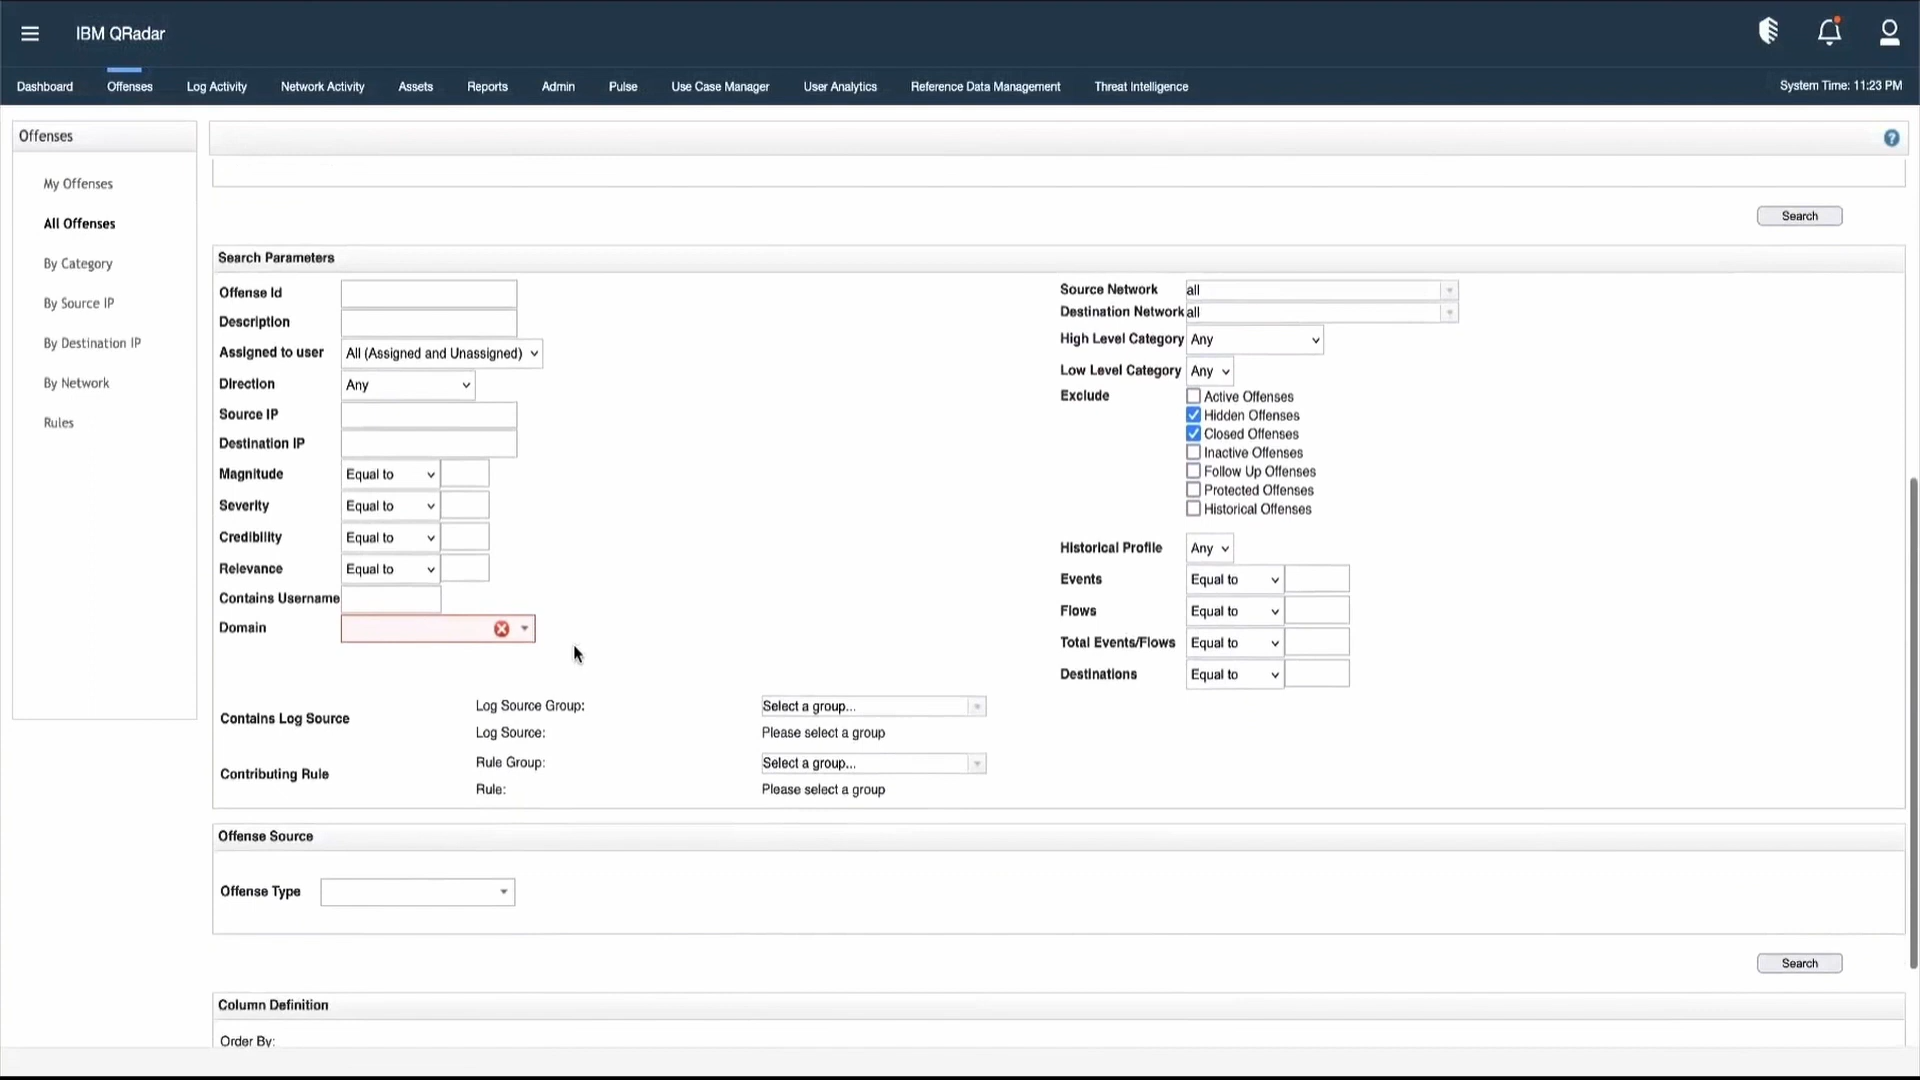 IBM QRadar
Dashboard Offenses Log Activity Network Activity Assets Reports Admin Pulse Use Case Manager User Analytics Reference Data Management Threat Intelligence System Time: 11:23 PM
Offenses
?
My Offenses
All Offenses
By Category
By Source IP
By Destination IP
By Network
Rules
Search
Search Parameters
Offense Id
Description
Assigned to user All (Assigned and Unassigned)
Direction Any
Source IP
Destination IP
Magnitude Equal to
Severity Equal to
Credibility Equal to
Relevance Equal to
Contains Username
Domain
Source Network all
Destination Network all
High Level Category Any
Low Level Category Any
Exclude Active Offenses
Hidden Offenses
Closed Offenses
Inactive Offenses
Follow Up Offenses
Protected Offenses
Historical Offenses
Historical Profile Any
Events Equal to
Flows Equal to
Total Events/Flows Equal to
Destinations Equal to
Contains Log Source
Log Source Group: Select a group...
Log Source: Please select a group
Contributing Rule
Rule Group: Select a group...
Rule: Please select a group
Offense Source
Offense Type
Search
Column Definition
Order By: